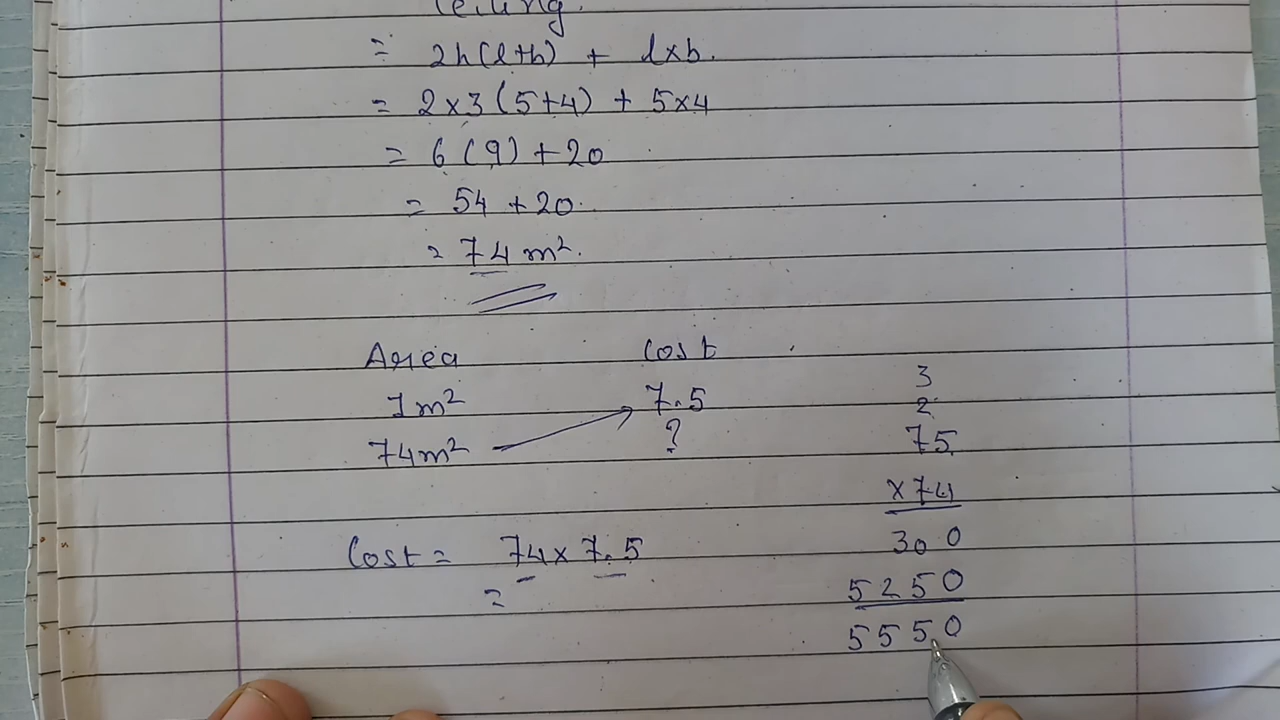 Ceiling.
= 2h(l+b) + l×b.
= 2×3(5+4) + 5×4
= 6(9)+20
= 54 +20.
= 74 m².
Area Cost
1m² 7.5
74m² ?
Cost = 74×7.5
=
3
2
75
×74
300
5250
5550